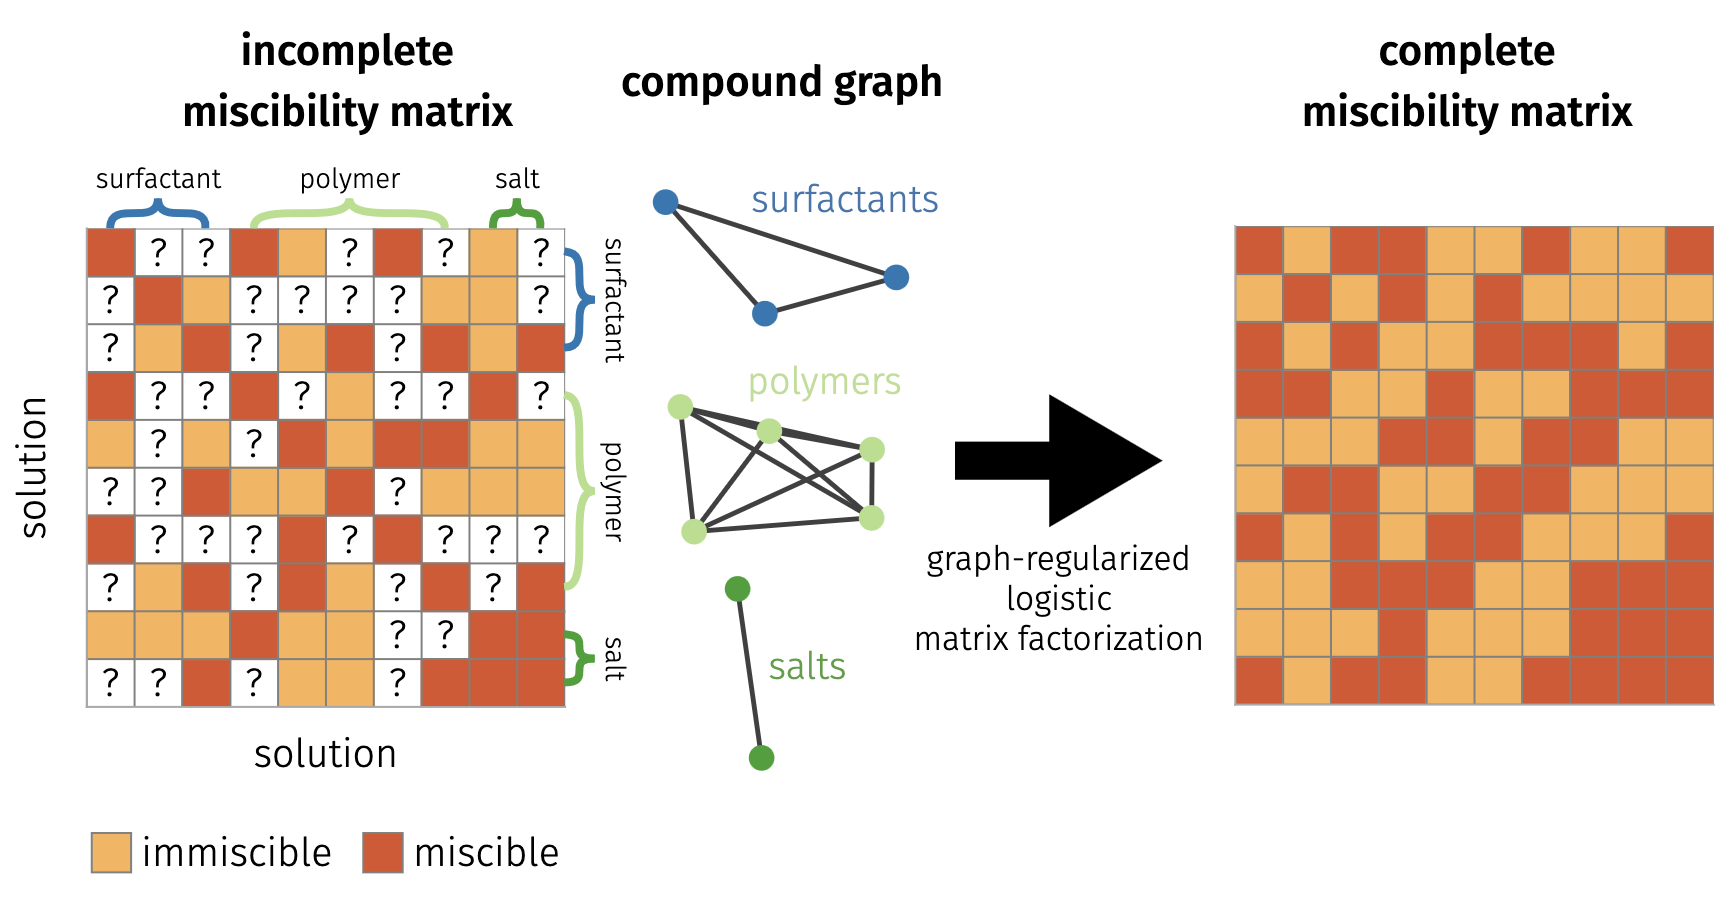 incomplete
miscibility matrix
compound graph
complete
miscibility matrix
surfactant polymer salt
? ? ? ? ?
? ? ? ? ? ?
? ? ?
? ? ? ? ? ?
? ?
? ? ?
? ? ? ? ? ? ?
? ? ? ?
? ?
? ? ? ?
surfactant
polymer
salt
solution
solution
surfactants
polymers
salts
graph-regularized
logistic
matrix factorization
immiscible miscible